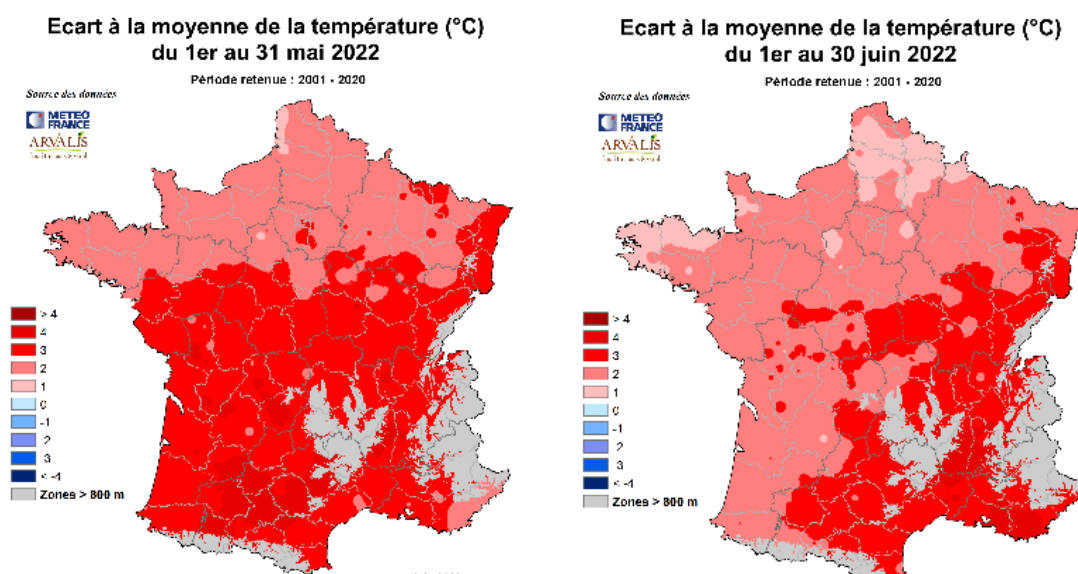 Ecart à la moyenne de la température (°C)
du 1er au 31 mai 2022
Période retenue : 2001 - 2020
Source des données
METEO
FRANCE
ARVALIS
> 4
4
3
2
1
0
-1
2
3
< -4
Zones > 800 m
Ecart à la moyenne de la température (°C)
du 1er au 30 juin 2022
Période retenue : 2001 - 2020
Source des données
METEO
FRANCE
ARVALIS
> 4
4
3
2
1
0
-1
2
3
< -4
Zones > 800 m